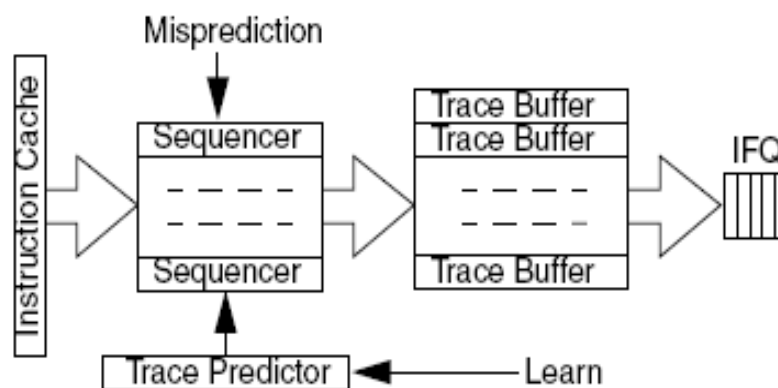 Misprediction
Instruction Cache
Sequencer
Sequencer
Trace Buffer
Trace Buffer
Trace Buffer
IFQ
Trace Predictor
Learn